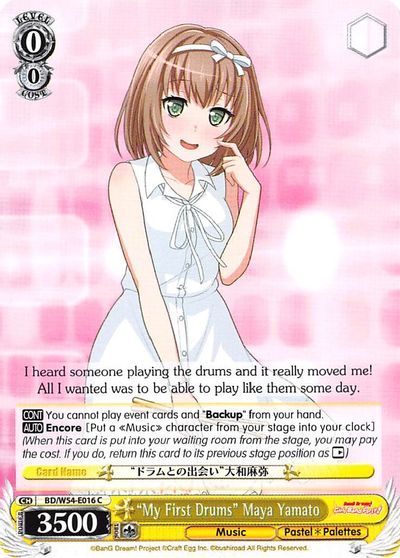 LEVEL
0
0
COST
I heard someone playing the drums and it really moved me!
All I wanted was to be able to play like them some day.
CONT You cannot play event cards and "Backup" from your hand.
AUTO Encore [Put a «Music» character from your stage into your clock]
(When this card is put into your waiting room from the stage, you may pay
the cost. If you do, return this card to its previous stage position as )
Card Name
"ドラムとの出会い"大和麻弥
CH BD/W54-E016 C
"My First Drums" Maya Yamato
POWER 3500
SOUL
Music
Pastel＊Palettes
©BanG Dream! Project ©Craft Egg Inc. ©bushiroad All Rights Reserved.